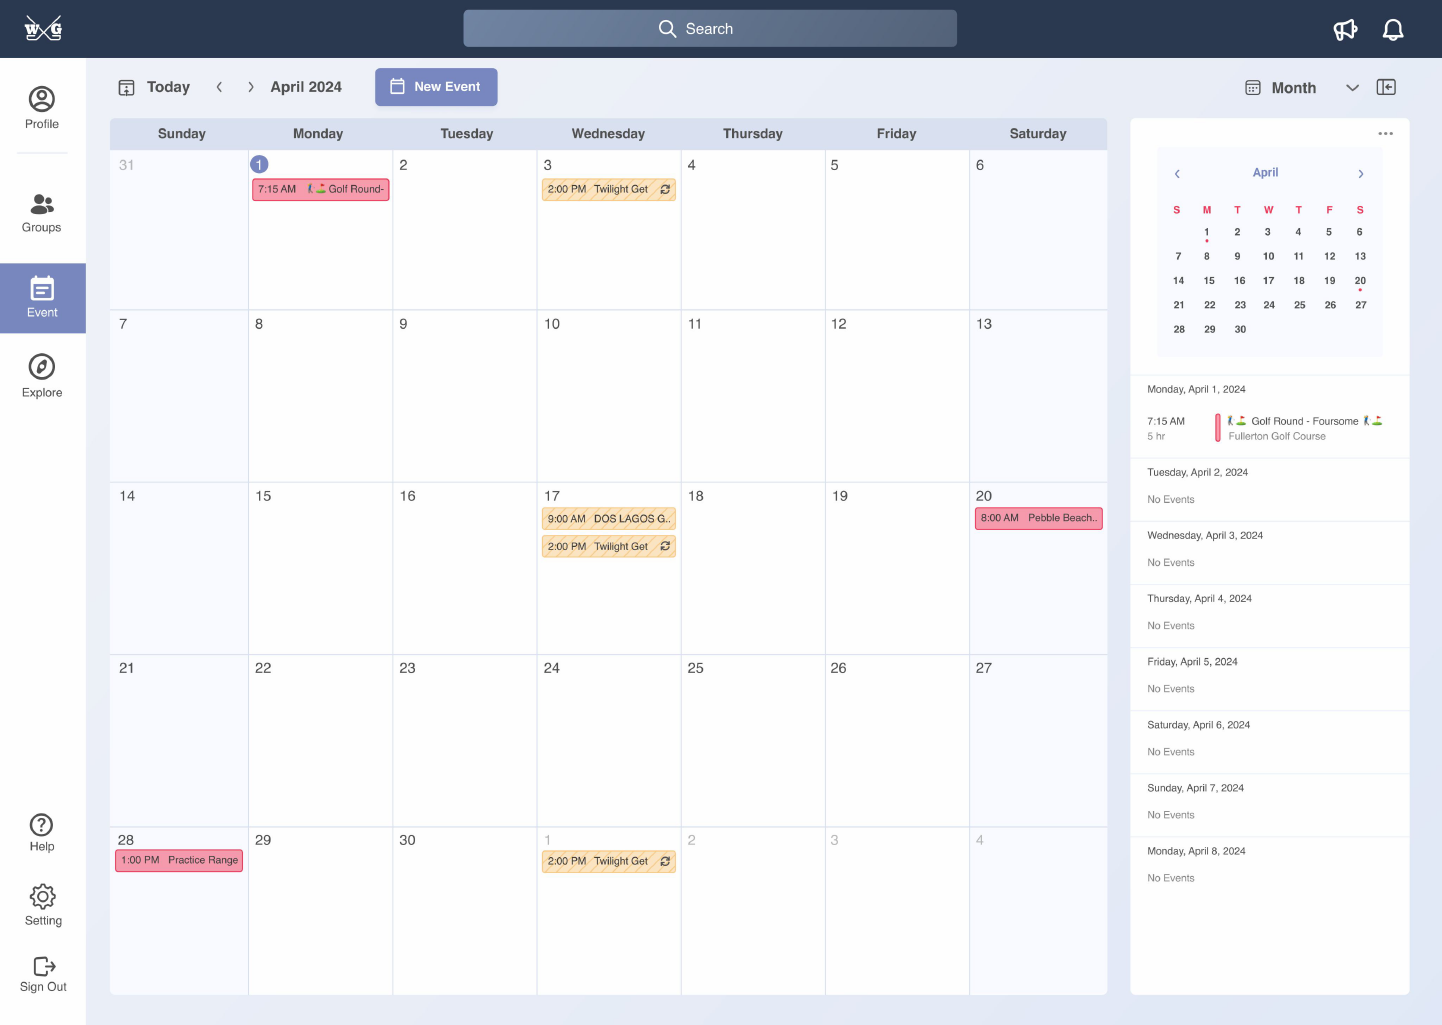 WG
Search
Profile
Groups
Event
Explore
Help
Setting
Sign Out
Today
April 2024
New Event
Month
Sunday Monday Tuesday Wednesday Thursday Friday Saturday
31 1 2 3 4 5 6
7:15 AM Golf Round-
2:00 PM Twilight Get
7 8 9 10 11 12 13
14 15 16 17 18 19 20
9:00 AM DOS LAGOS G..
8:00 AM Pebble Beach..
2:00 PM Twilight Get
21 22 23 24 25 26 27
28 29 30 1 2 3 4
1:00 PM Practice Range
2:00 PM Twilight Get
April
S M T W T F S
1 2 3 4 5 6
7 8 9 10 11 12 13
14 15 16 17 18 19 20
21 22 23 24 25 26 27
28 29 30
Monday, April 1, 2024
7:15 AM Golf Round - Foursome
5 hr Fullerton Golf Course
Tuesday, April 2, 2024
No Events
Wednesday, April 3, 2024
No Events
Thursday, April 4, 2024
No Events
Friday, April 5, 2024
No Events
Saturday, April 6, 2024
No Events
Sunday, April 7, 2024
No Events
Monday, April 8, 2024
No Events